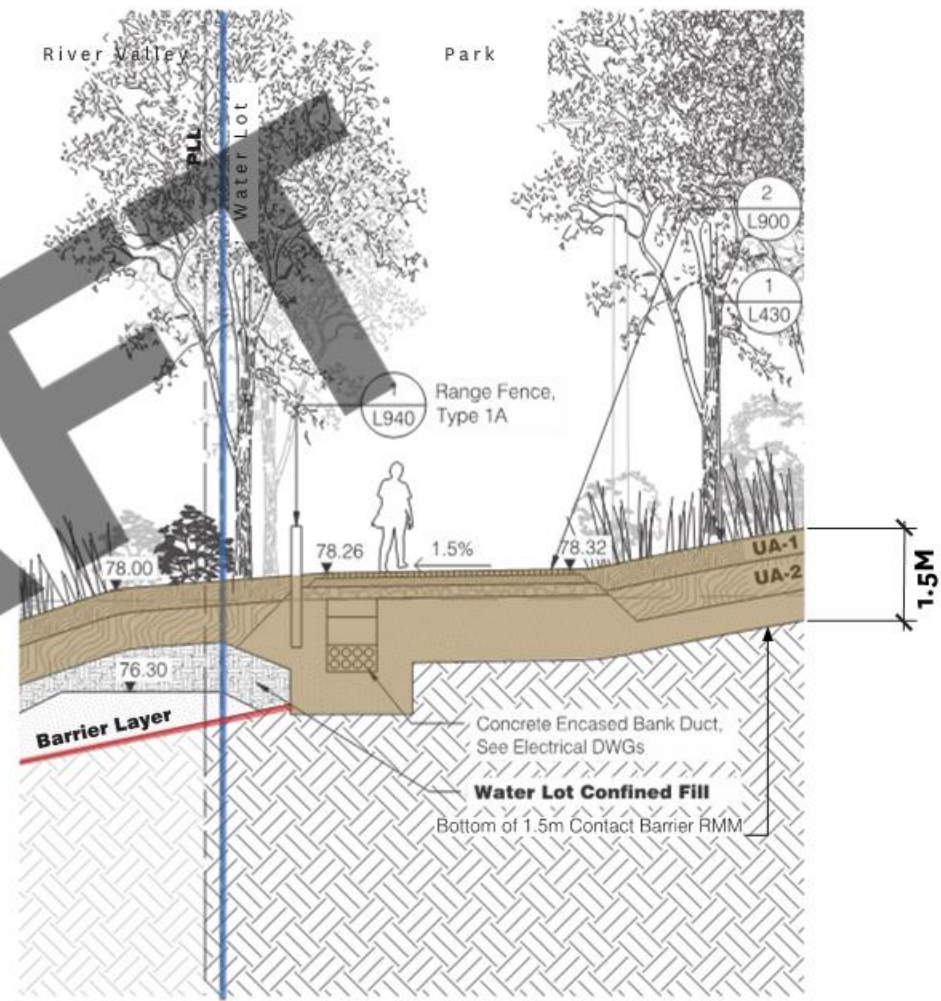 River Valley
Park
PLL
Water Lot
2
L900
1
L430
1
L940
Range Fence,
Type 1A
78.26
1.5%
78.32
78.00
UA-1
UA-2
1.5M
76.30
Barrier Layer
Concrete Encased Bank Duct,
See Electrical DWGs
Water Lot Confined Fill
Bottom of 1.5m Contact Barrier RMM